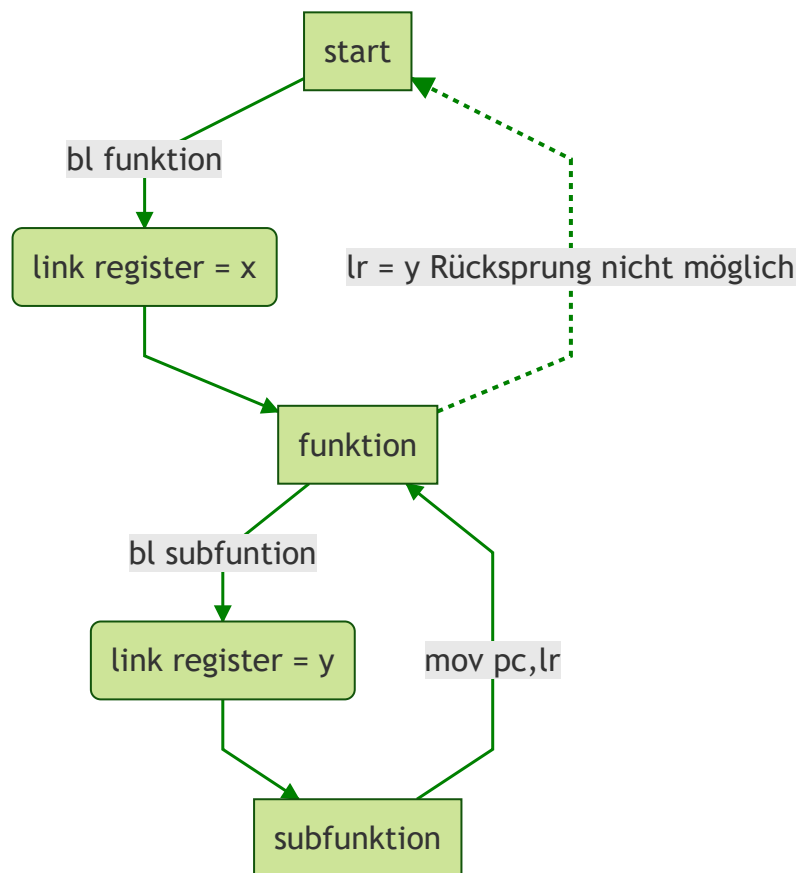 start
bl funktion
link register = x
lr = y Rücksprung nicht möglich
funktion
bl subfuntion
link register = y
mov pc,lr
subfunktion